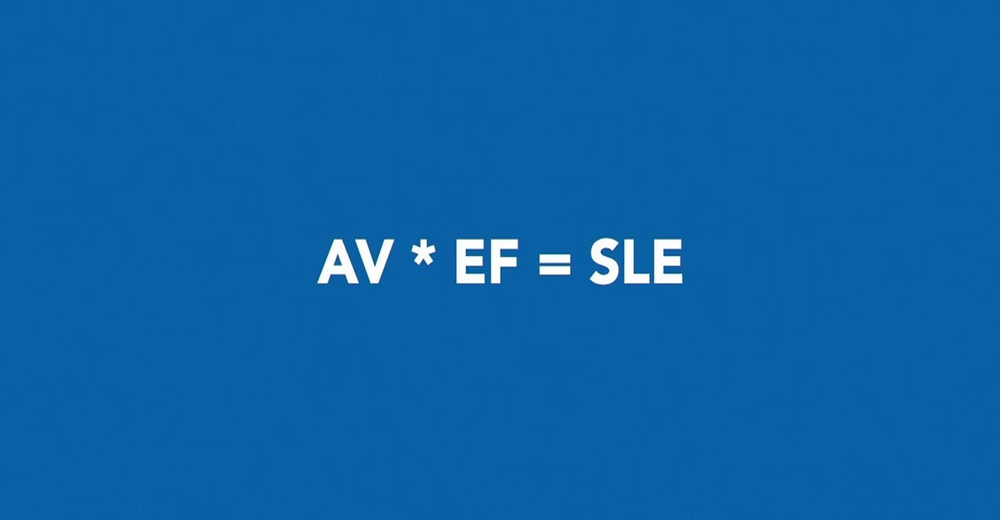 AV * EF = SLE